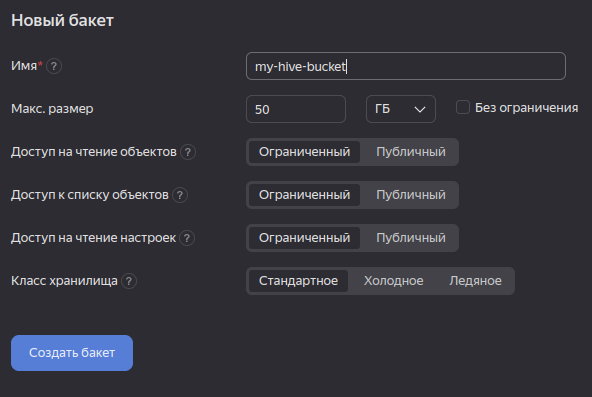 Новый бакет
Имя* ?
my-hive-bucket
Макс. размер 50 ГБ Без ограничения
Доступ на чтение объектов ? Ограниченный Публичный
Доступ к списку объектов ? Ограниченный Публичный
Доступ на чтение настроек ? Ограниченный Публичный
Класс хранилища ? Стандартное Холодное Ледяное
Создать бакет